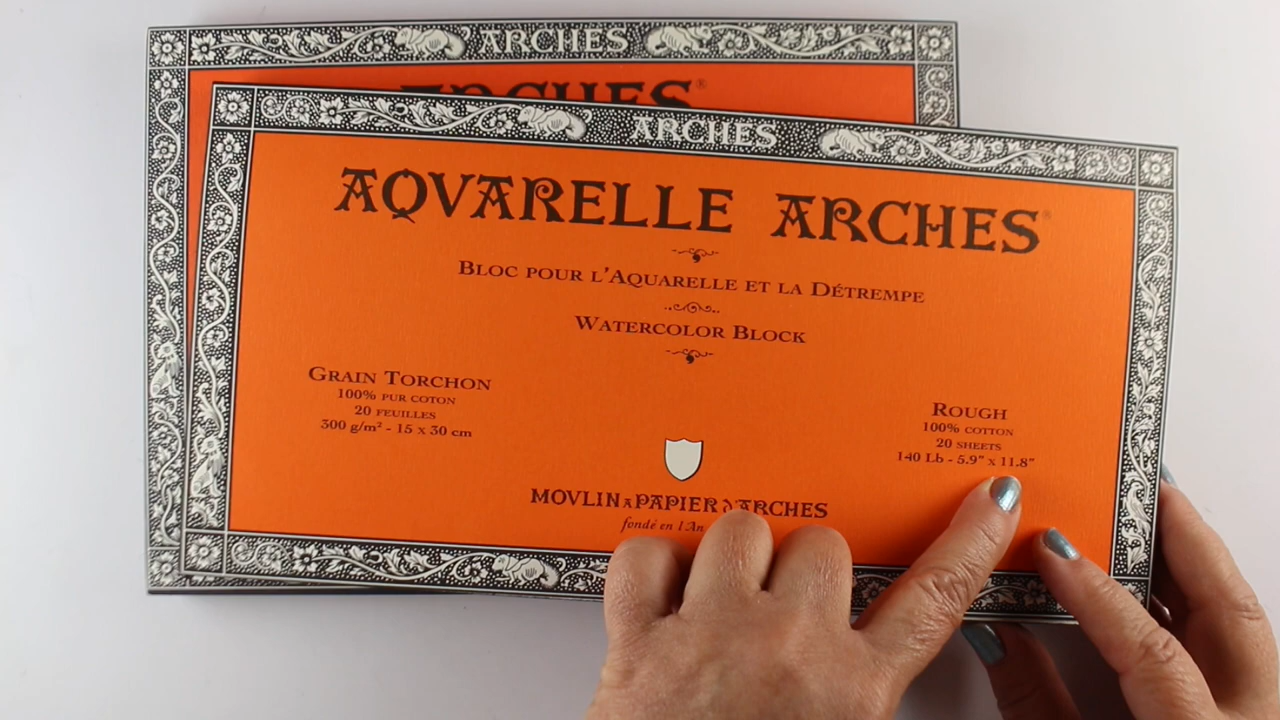 ARCHES
ARCHES®
ARCHES
AQVARELLE ARCHES®
BLOC POUR L'AQUARELLE ET LA DÉTREMPE
WATERCOLOR BLOCK
GRAIN TORCHON
100% PUR COTON
20 FEUILLES
300 g/m² - 15 x 30 cm
ROUGH
100% COTTON
20 SHEETS
140 Lb - 5.9" x 11.8"
MOVLIN A PAPIER d'ARCHES
fondé en l'An